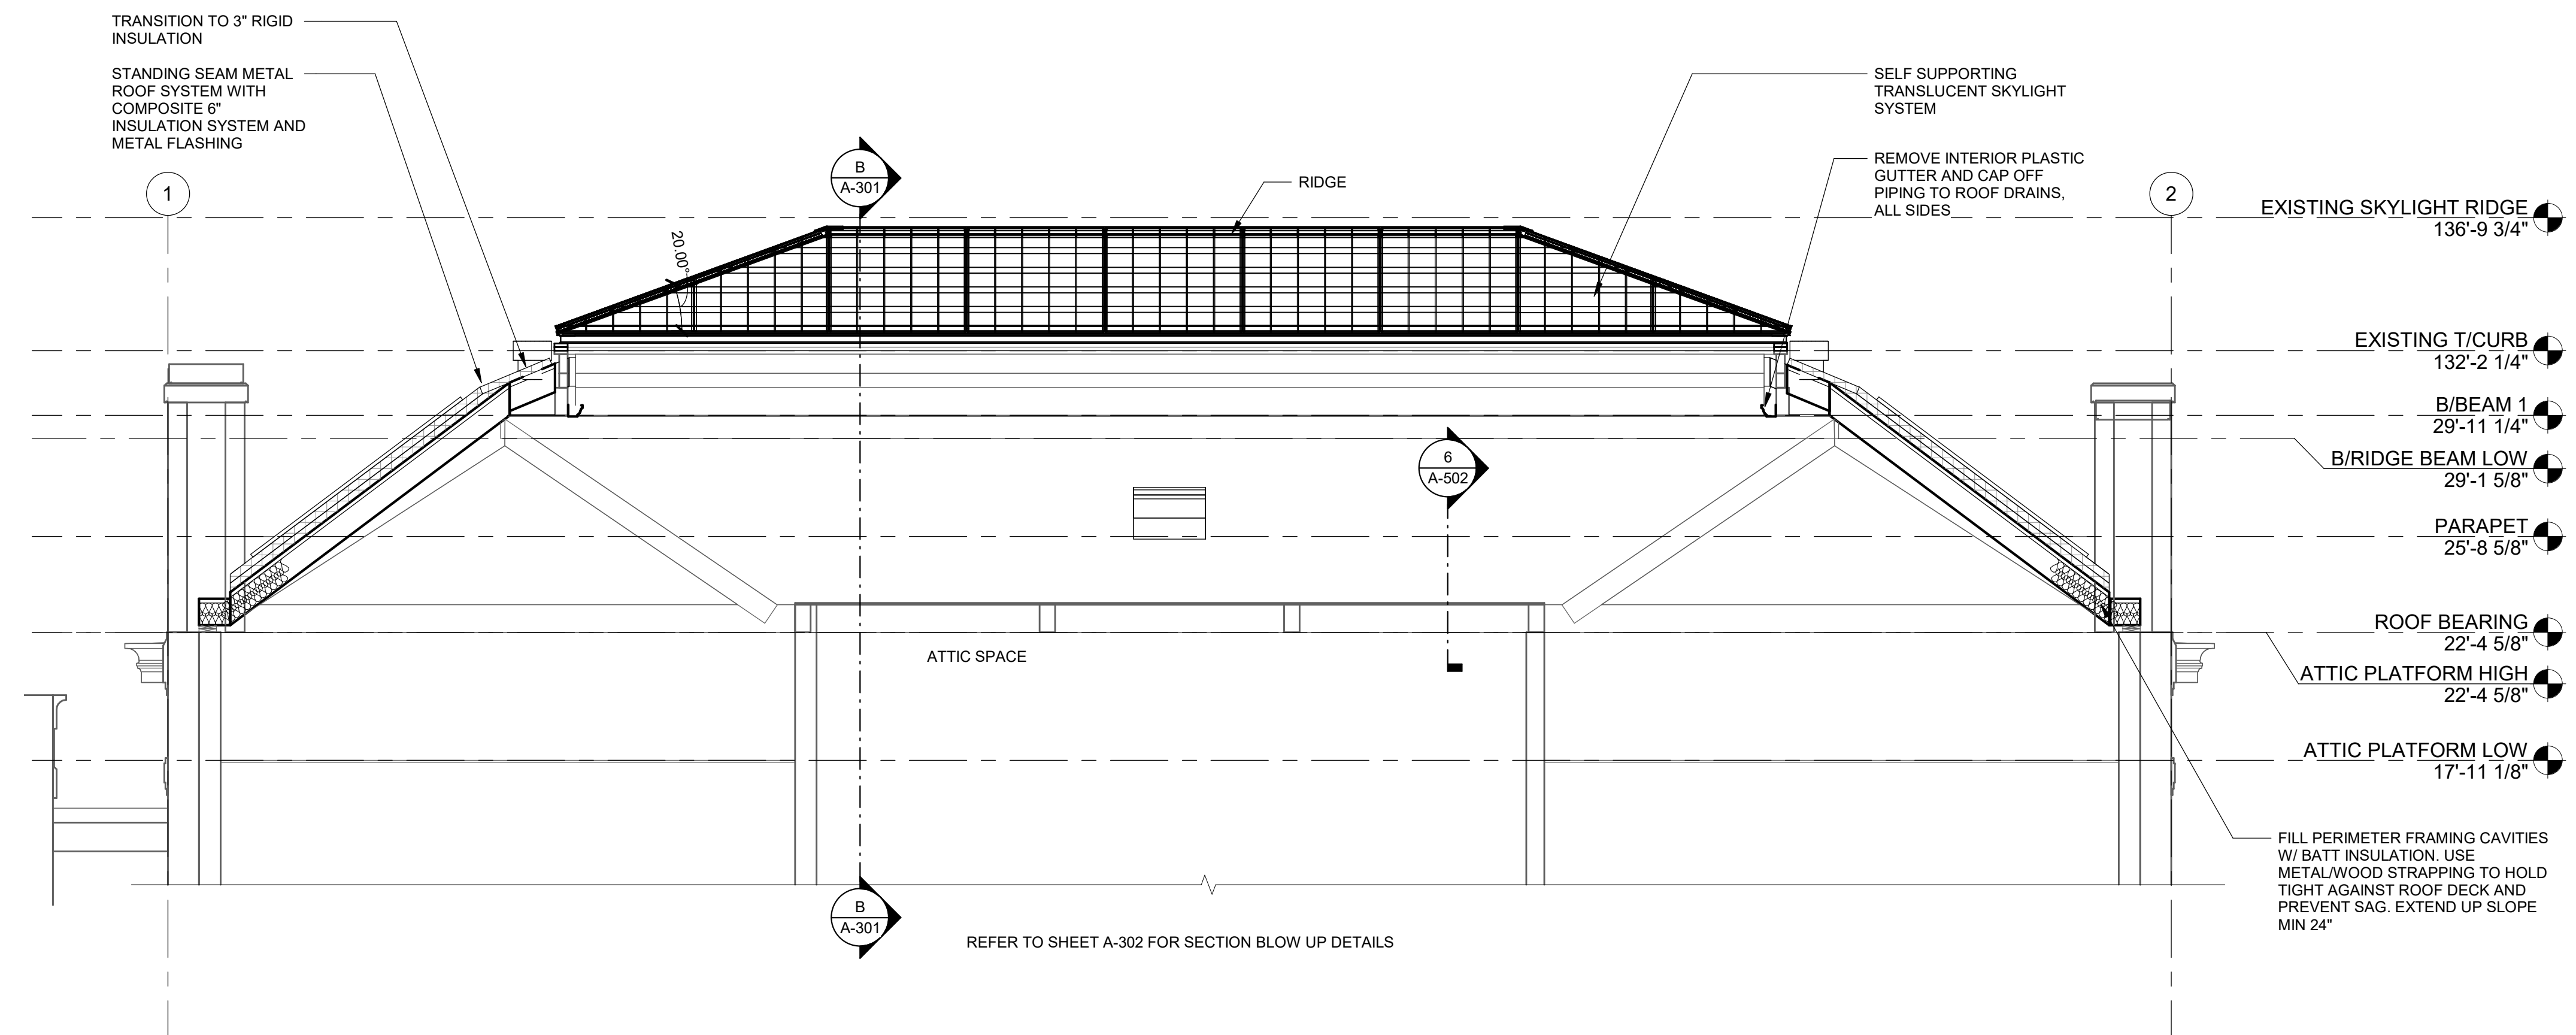 TRANSITION TO 3" RIGID
INSULATION
STANDING SEAM METAL
ROOF SYSTEM WITH
COMPOSITE 6"
INSULATION SYSTEM AND
METAL FLASHING
SELF SUPPORTING
TRANSLUCENT SKYLIGHT
SYSTEM
REMOVE INTERIOR PLASTIC
GUTTER AND CAP OFF
PIPING TO ROOF DRAINS,
ALL SIDES
B
A-301
RIDGE
1
2
20.00°
EXISTING SKYLIGHT RIDGE
136'-9 3/4"
EXISTING T/CURB
132'-2 1/4"
B/BEAM 1
29'-11 1/4"
B/RIDGE BEAM LOW
29'-1 5/8"
PARAPET
25'-8 5/8"
ROOF BEARING
22'-4 5/8"
ATTIC PLATFORM HIGH
22'-4 5/8"
ATTIC PLATFORM LOW
17'-11 1/8"
6
A-502
ATTIC SPACE
FILL PERIMETER FRAMING CAVITIES
W/ BATT INSULATION. USE
METAL/WOOD STRAPPING TO HOLD
TIGHT AGAINST ROOF DECK AND
PREVENT SAG. EXTEND UP SLOPE
MIN 24"
B
A-301
REFER TO SHEET A-302 FOR SECTION BLOW UP DETAILS